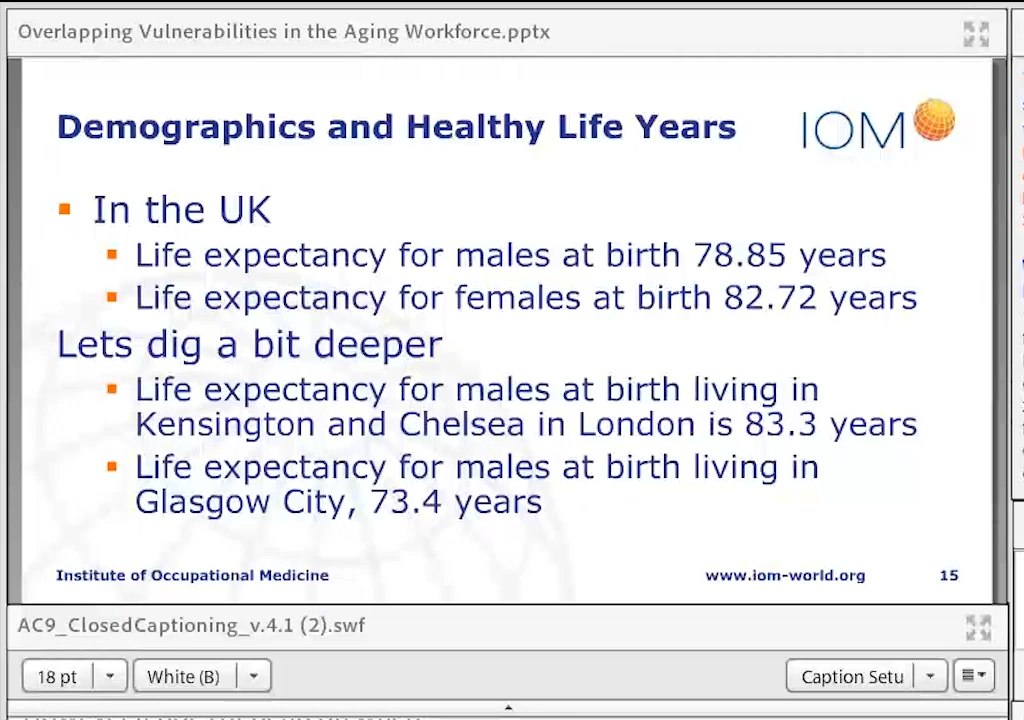 Overlapping Vulnerabilities in the Aging Workforce.pptx
Demographics and Healthy Life Years
IOM
In the UK
Life expectancy for males at birth 78.85 years
Life expectancy for females at birth 82.72 years
Lets dig a bit deeper
Life expectancy for males at birth living in
Kensington and Chelsea in London is 83.3 years
Life expectancy for males at birth living in
Glasgow City, 73.4 years
Institute of Occupational Medicine
www.iom-world.org
15
AC9_ClosedCaptioning_v.4.1 (2).swf
18 pt
White (B)
Caption Setu